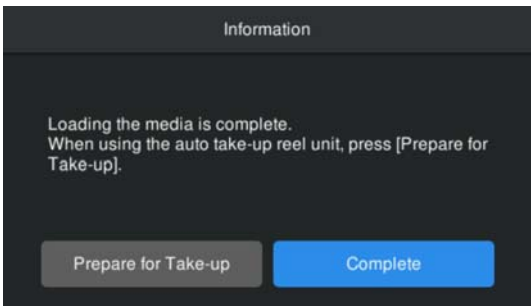 Information
Loading the media is complete.
When using the auto take-up reel unit, press [Prepare for
Take-up].
Prepare for Take-up
Complete